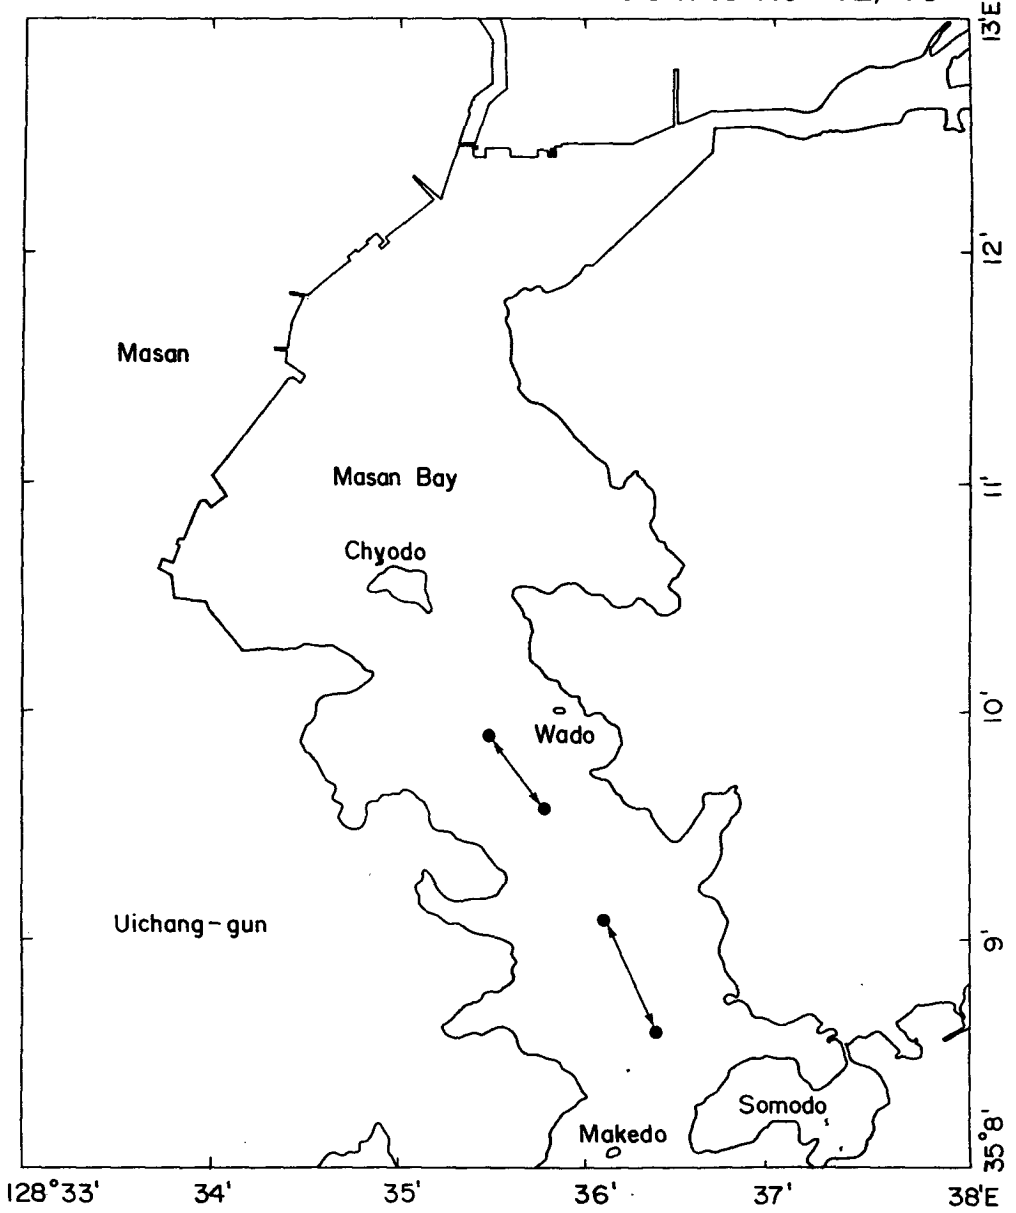 13'E
12'
Masan
Masan Bay
11'
Chyodo
10'
Wado
Uichang-gun
9'
Somodo
Makedo
35°8'
128°33'
34'
35'
36'
37'
38'E